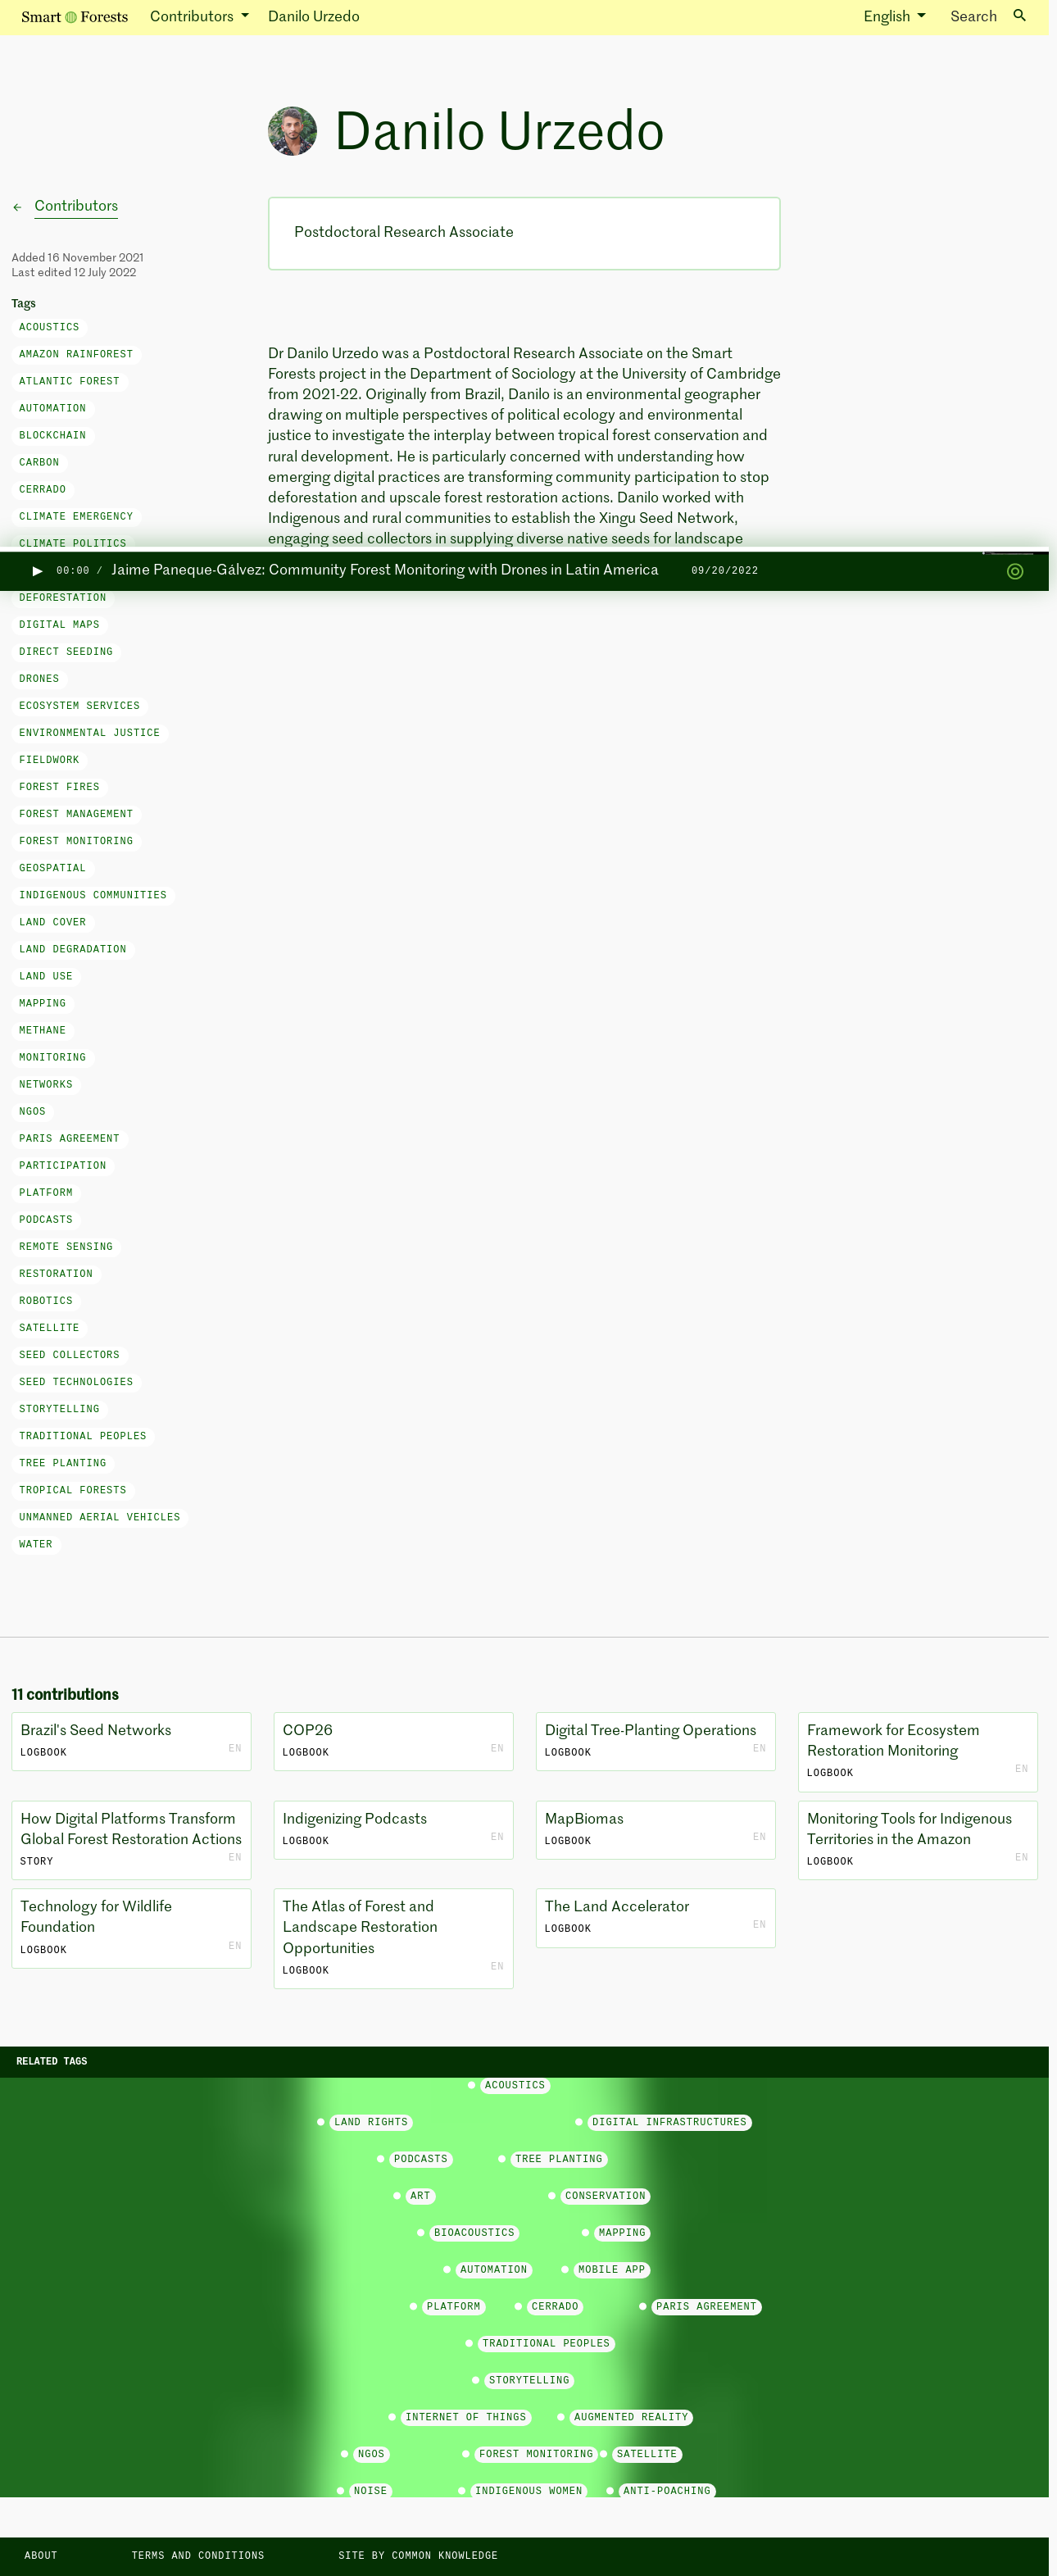 Smart Forests Contributors Danilo Urzedo English Search
Danilo Urzedo
Contributors
Postdoctoral Research Associate
Added 16 November 2021
Last edited 12 July 2022
Tags
ACOUSTICS
AMAZON RAINFOREST
ATLANTIC FOREST
AUTOMATION
BLOCKCHAIN
CARBON
CERRADO
CLIMATE EMERGENCY
CLIMATE POLITICS
Dr Danilo Urzedo was a Postdoctoral Research Associate on the Smart
Forests project in the Department of Sociology at the University of Cambridge
from 2021-22. Originally from Brazil, Danilo is an environmental geographer
drawing on multiple perspectives of political ecology and environmental
justice to investigate the interplay between tropical forest conservation and
rural development. He is particularly concerned with understanding how
emerging digital practices are transforming community participation to stop
deforestation and upscale forest restoration actions. Danilo worked with
Indigenous and rural communities to establish the Xingu Seed Network,
engaging seed collectors in supplying diverse native seeds for landscape
00:00 / Jaime Paneque-Gálvez: Community Forest Monitoring with Drones in Latin America 09/20/2022
DEFORESTATION
DIGITAL MAPS
DIRECT SEEDING
DRONES
ECOSYSTEM SERVICES
ENVIRONMENTAL JUSTICE
FIELDWORK
FOREST FIRES
FOREST MANAGEMENT
FOREST MONITORING
GEOSPATIAL
INDIGENOUS COMMUNITIES
LAND COVER
LAND DEGRADATION
LAND USE
MAPPING
METHANE
MONITORING
NETWORKS
NGOS
PARIS AGREEMENT
PARTICIPATION
PLATFORM
PODCASTS
REMOTE SENSING
RESTORATION
ROBOTICS
SATELLITE
SEED COLLECTORS
SEED TECHNOLOGIES
STORYTELLING
TRADITIONAL PEOPLES
TREE PLANTING
TROPICAL FORESTS
UNMANNED AERIAL VEHICLES
WATER
11 contributions
Brazil's Seed Networks
LOGBOOK EN
COP26
LOGBOOK EN
Digital Tree-Planting Operations
LOGBOOK EN
Framework for Ecosystem
Restoration Monitoring
LOGBOOK EN
How Digital Platforms Transform
Global Forest Restoration Actions
STORY EN
Indigenizing Podcasts
LOGBOOK EN
MapBiomas
LOGBOOK EN
Monitoring Tools for Indigenous
Territories in the Amazon
LOGBOOK EN
Technology for Wildlife
Foundation
LOGBOOK EN
The Atlas of Forest and
Landscape Restoration
Opportunities
LOGBOOK EN
The Land Accelerator
LOGBOOK EN
RELATED TAGS
ACOUSTICS
LAND RIGHTS DIGITAL INFRASTRUCTURES
PODCASTS TREE PLANTING
ART CONSERVATION
BIOACOUSTICS MAPPING
AUTOMATION MOBILE APP
PLATFORM CERRADO PARIS AGREEMENT
TRADITIONAL PEOPLES
STORYTELLING
INTERNET OF THINGS AUGMENTED REALITY
NGOS FOREST MONITORING SATELLITE
NOISE INDIGENOUS WOMEN ANTI-POACHING
ABOUT TERMS AND CONDITIONS SITE BY COMMON KNOWLEDGE